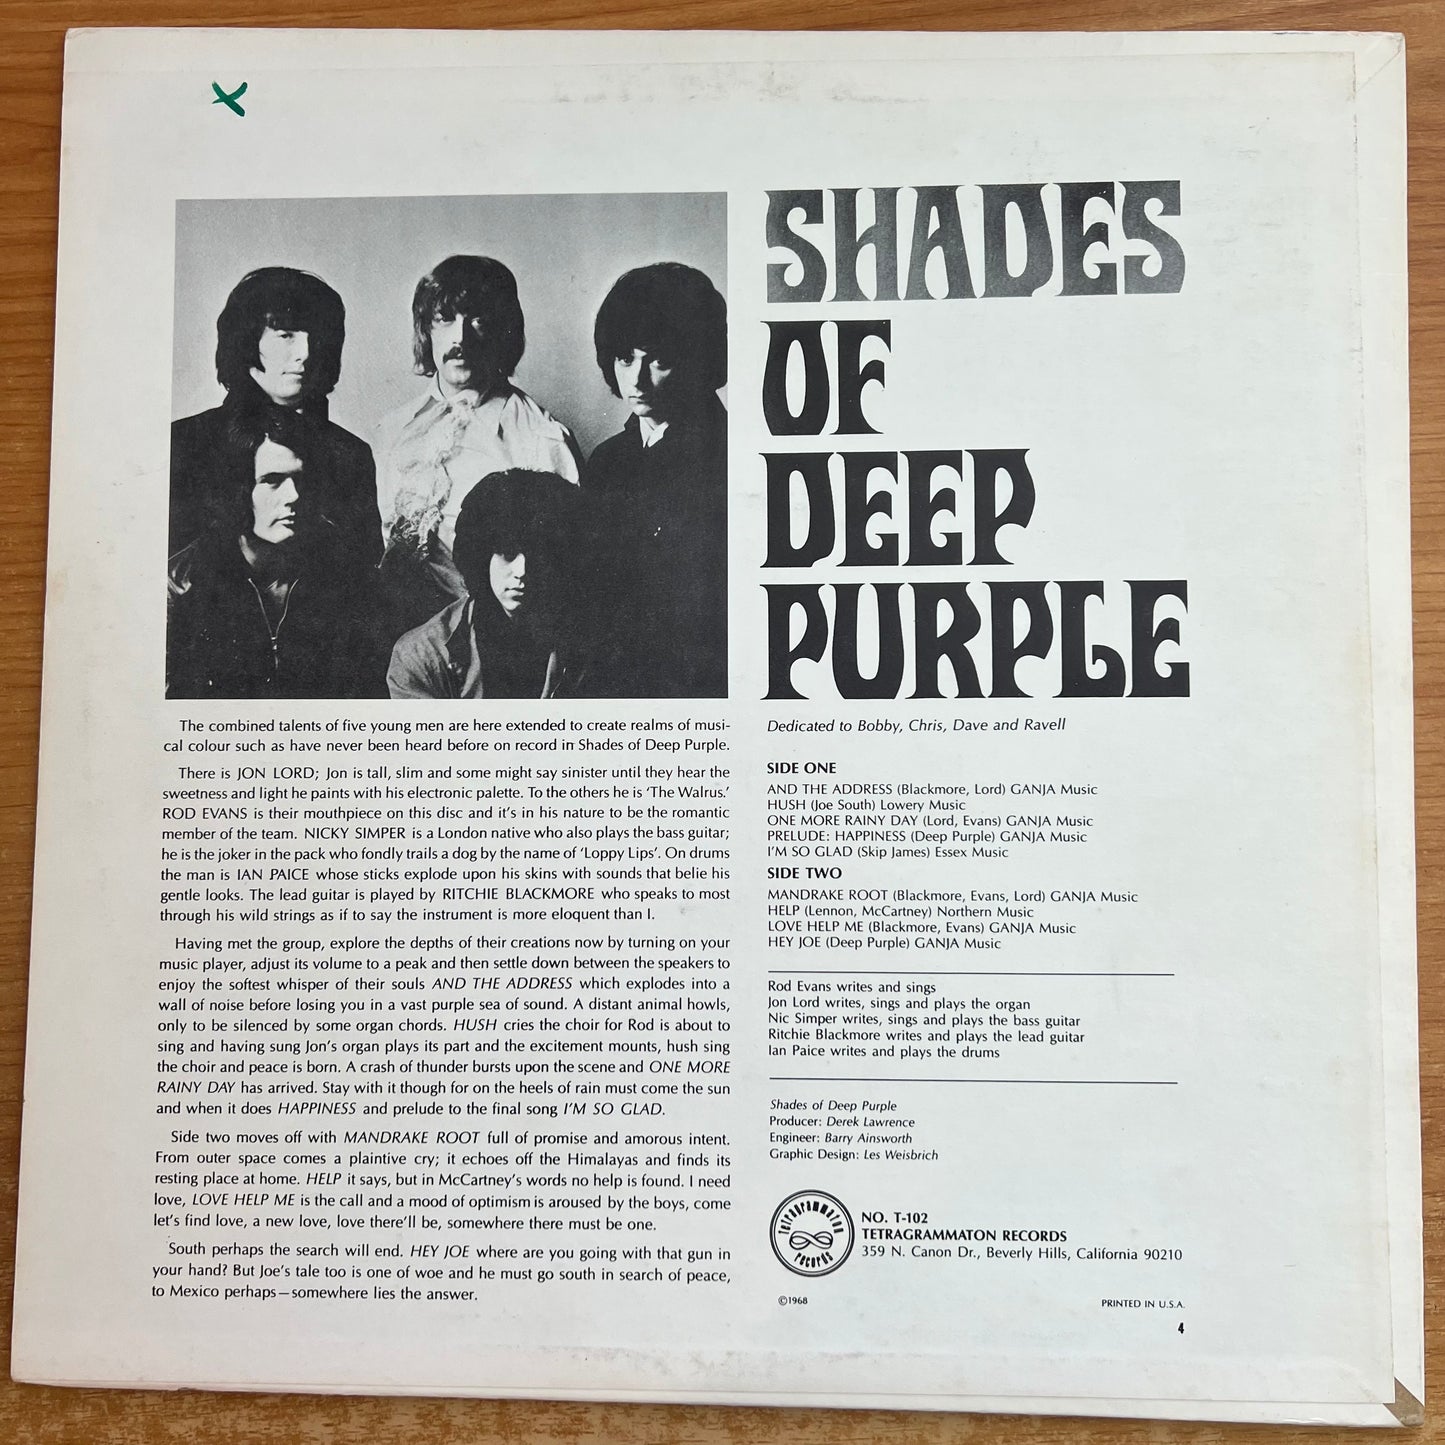 SHADES
OF
DEEP
PURPLE
The combined talents of five young men are here extended to create realms of musi-
cal colour such as have never been heard before on record in Shades of Deep Purple.
There is JON LORD; Jon is tall, slim and some might say sinister until they hear the
sweetness and light he paints with his electronic palette. To the others he is ‘The Walrus.’
ROD EVANS is their mouthpiece on this disc and it's in his nature to be the romantic
member of the team. NICKY SIMPER is a London native who also plays the bass guitar;
he is the joker in the pack who fondly trails a dog by the name of ‘Loppy Lips’. On drums
the man is IAN PAICE whose sticks explode upon his skins with sounds that belie his
gentle looks. The lead guitar is played by RITCHIE BLACKMORE who speaks to most
through his wild strings as if to say the instrument is more eloquent than I.
Having met the group, explore the depths of their creations now by turning on your
music player, adjust its volume to a peak and then settle down between the speakers to
enjoy the softest whisper of their souls AND THE ADDRESS which explodes into a
wall of noise before losing you in a vast purple sea of sound. A distant animal howls,
only to be silenced by some organ chords. HUSH cries the choir for Rod is about to
sing and having sung Jon's organ plays its part and the excitement mounts, hush sing
the choir and peace is born. A crash of thunder bursts upon the scene and ONE MORE
RAINY DAY has arrived. Stay with it though for on the heels of rain must come the sun
and when it does HAPPINESS and prelude to the final song I'M SO GLAD.
Side two moves off with MANDRAKE ROOT full of promise and amorous intent.
From outer space comes a plaintive cry; it echoes off the Himalayas and finds its
resting place at home. HELP it says, but in McCartney's words no help is found. I need
love, LOVE HELP ME is the call and a mood of optimism is aroused by the boys, come
let's find love, a new love, love there'll be, somewhere there must be one.
South perhaps the search will end. HEY JOE where are you going with that gun in
your hand? But Joe's tale too is one of woe and he must go south in search of peace,
to Mexico perhaps—somewhere lies the answer.
Dedicated to Bobby, Chris, Dave and Ravell
SIDE ONE
AND THE ADDRESS (Blackmore, Lord) GANJA Music
HUSH (Joe South) Lowery Music
ONE MORE RAINY DAY (Lord, Evans) GANJA Music
PRELUDE: HAPPINESS (Deep Purple) GANJA Music
I'M SO GLAD (Skip James) Essex Music
SIDE TWO
MANDRAKE ROOT (Blackmore, Evans, Lord) GANJA Music
HELP (Lennon, McCartney) Northern Music
LOVE HELP ME (Blackmore, Evans) GANJA Music
HEY JOE (Deep Purple) GANJA Music
Rod Evans writes and sings
Jon Lord writes, sings and plays the organ
Nic Simper writes, sings and plays the bass guitar
Ritchie Blackmore writes and plays the lead guitar
Ian Paice writes and plays the drums
Shades of Deep Purple
Producer: Derek Lawrence
Engineer: Barry Ainsworth
Graphic Design: Les Weisbrich
tetragrammaton
records
NO. T-102
TETRAGRAMMATON RECORDS
359 N. Canon Dr., Beverly Hills, California 90210
©1968
PRINTED IN U.S.A.
4